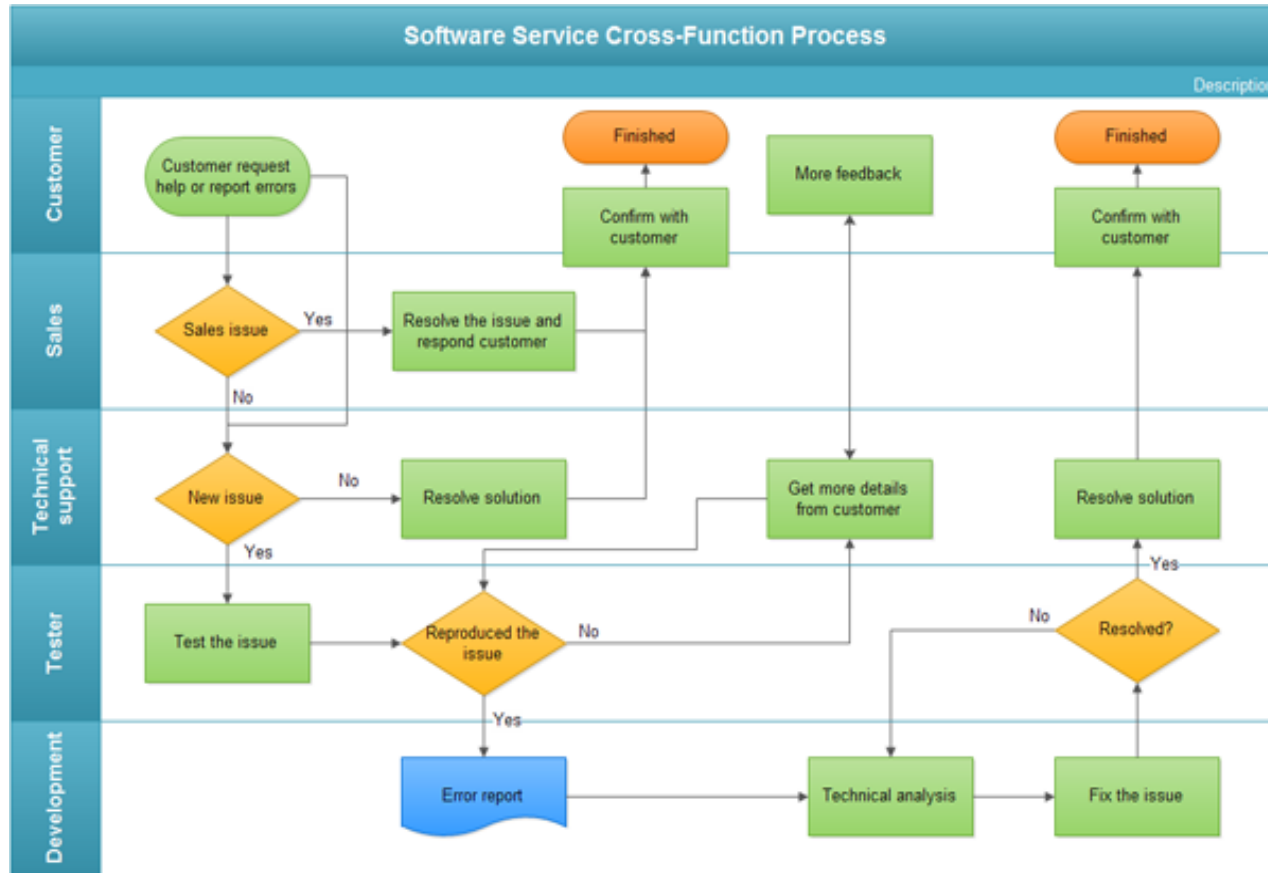 Software Service Cross-Function Process
Description
Customer
Customer request
help or report errors
Finished
More feedback
Finished
Confirm with
customer
Confirm with
customer
Sales
Sales issue
Yes
Resolve the issue and
respond customer
No
Technical
support
New issue
No
Resolve solution
Get more details
from customer
Resolve solution
Yes
Yes
Tester
Test the issue
Reproduced the
issue
No
No
Resolved?
Yes
Development
Error report
Technical analysis
Fix the issue